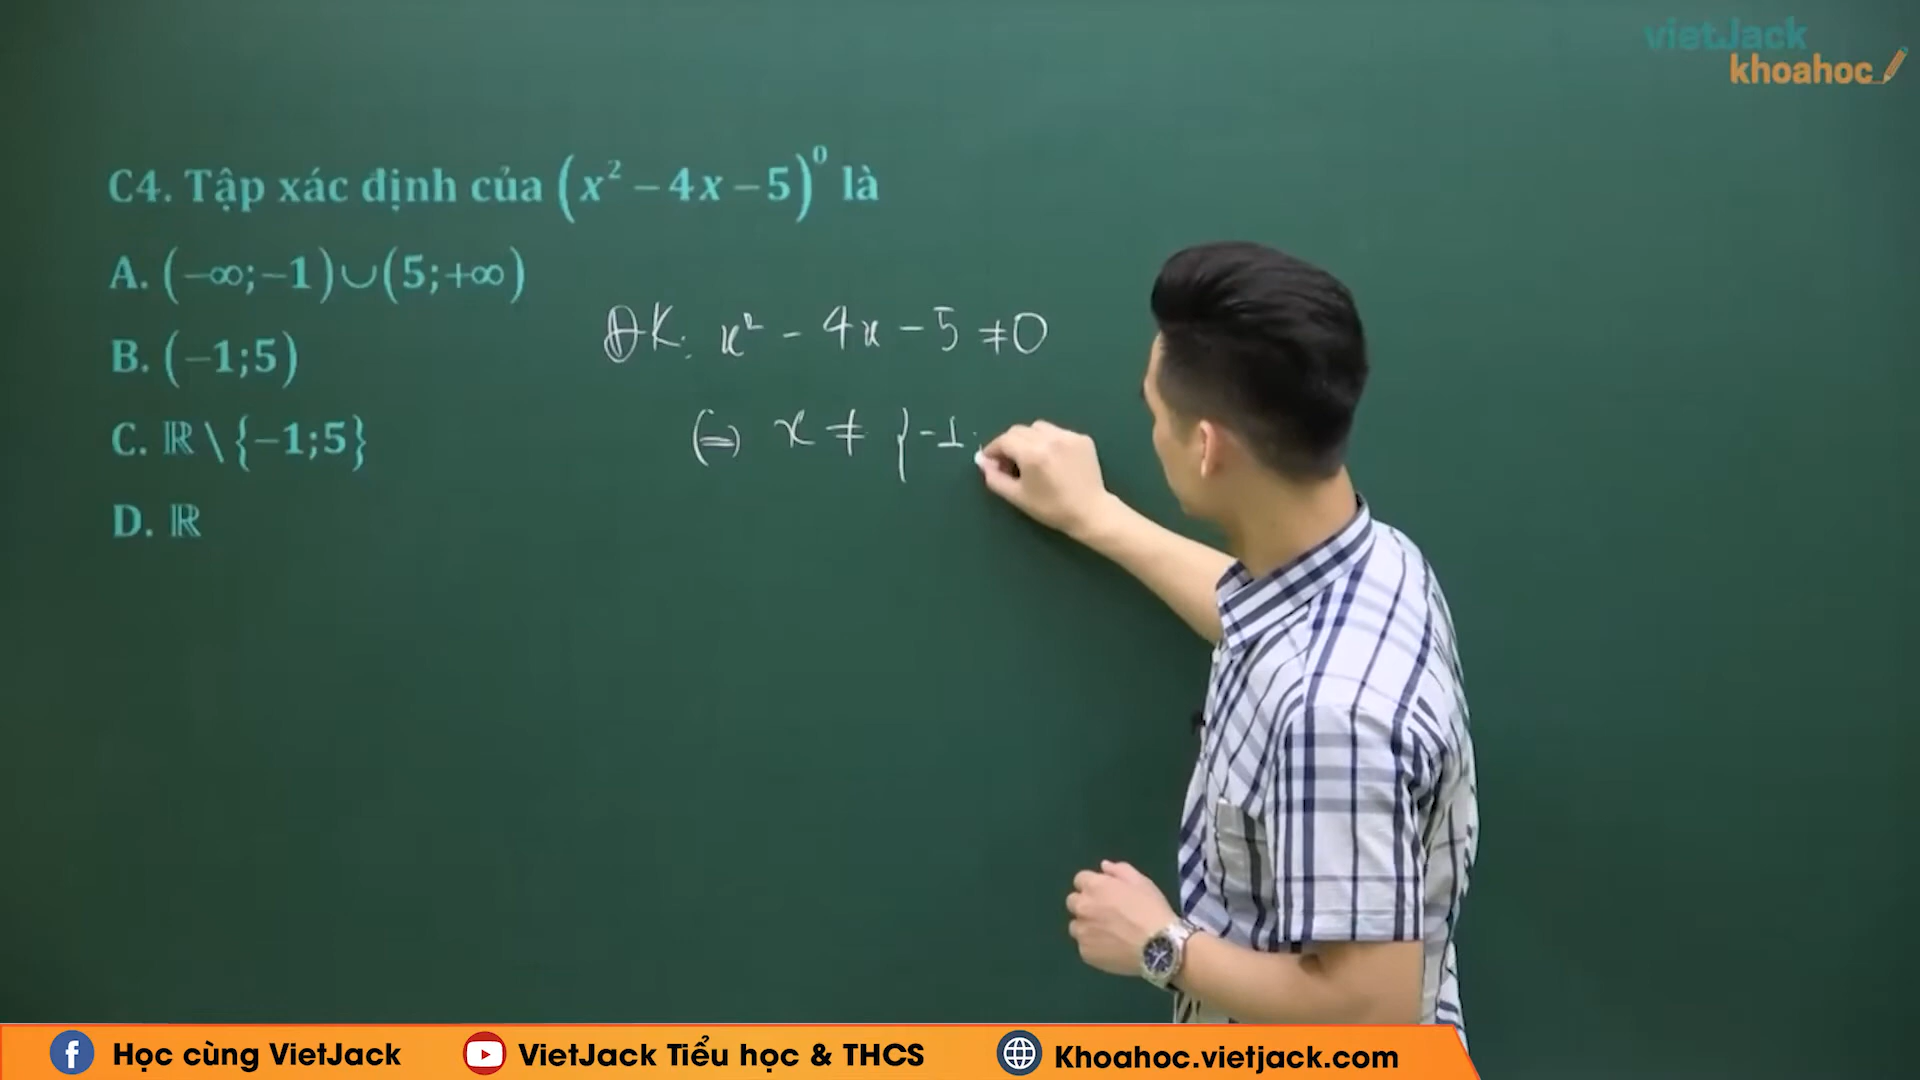 vietJack
khoahoc
C4. Tập xác định của (x² − 4x − 5)⁰ là
A. (−∞;−1)∪(5;+∞)
B. (−1;5)
C. ℝ \ {−1;5}
D. ℝ
ĐK: x² − 4x − 5 ≠ 0
⇔ x ≠ {−1;
Học cùng VietJack
VietJack Tiểu học & THCS
Khoahoc.vietjack.com